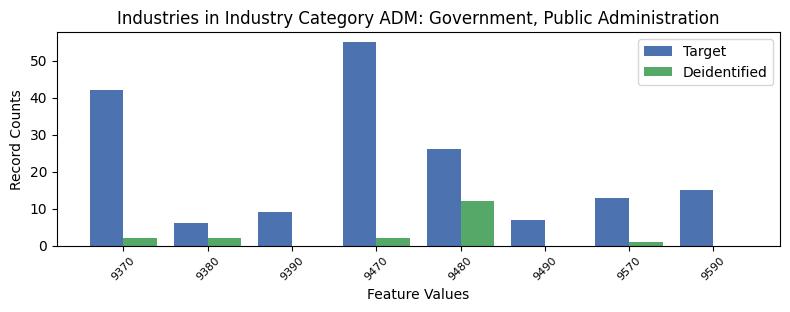 Industries in Industry Category ADM: Government, Public Administration
Target
Deidentified
Record Counts
50
40
30
20
10
0
9370 9380 9390 9470 9480 9490 9570 9590
Feature Values